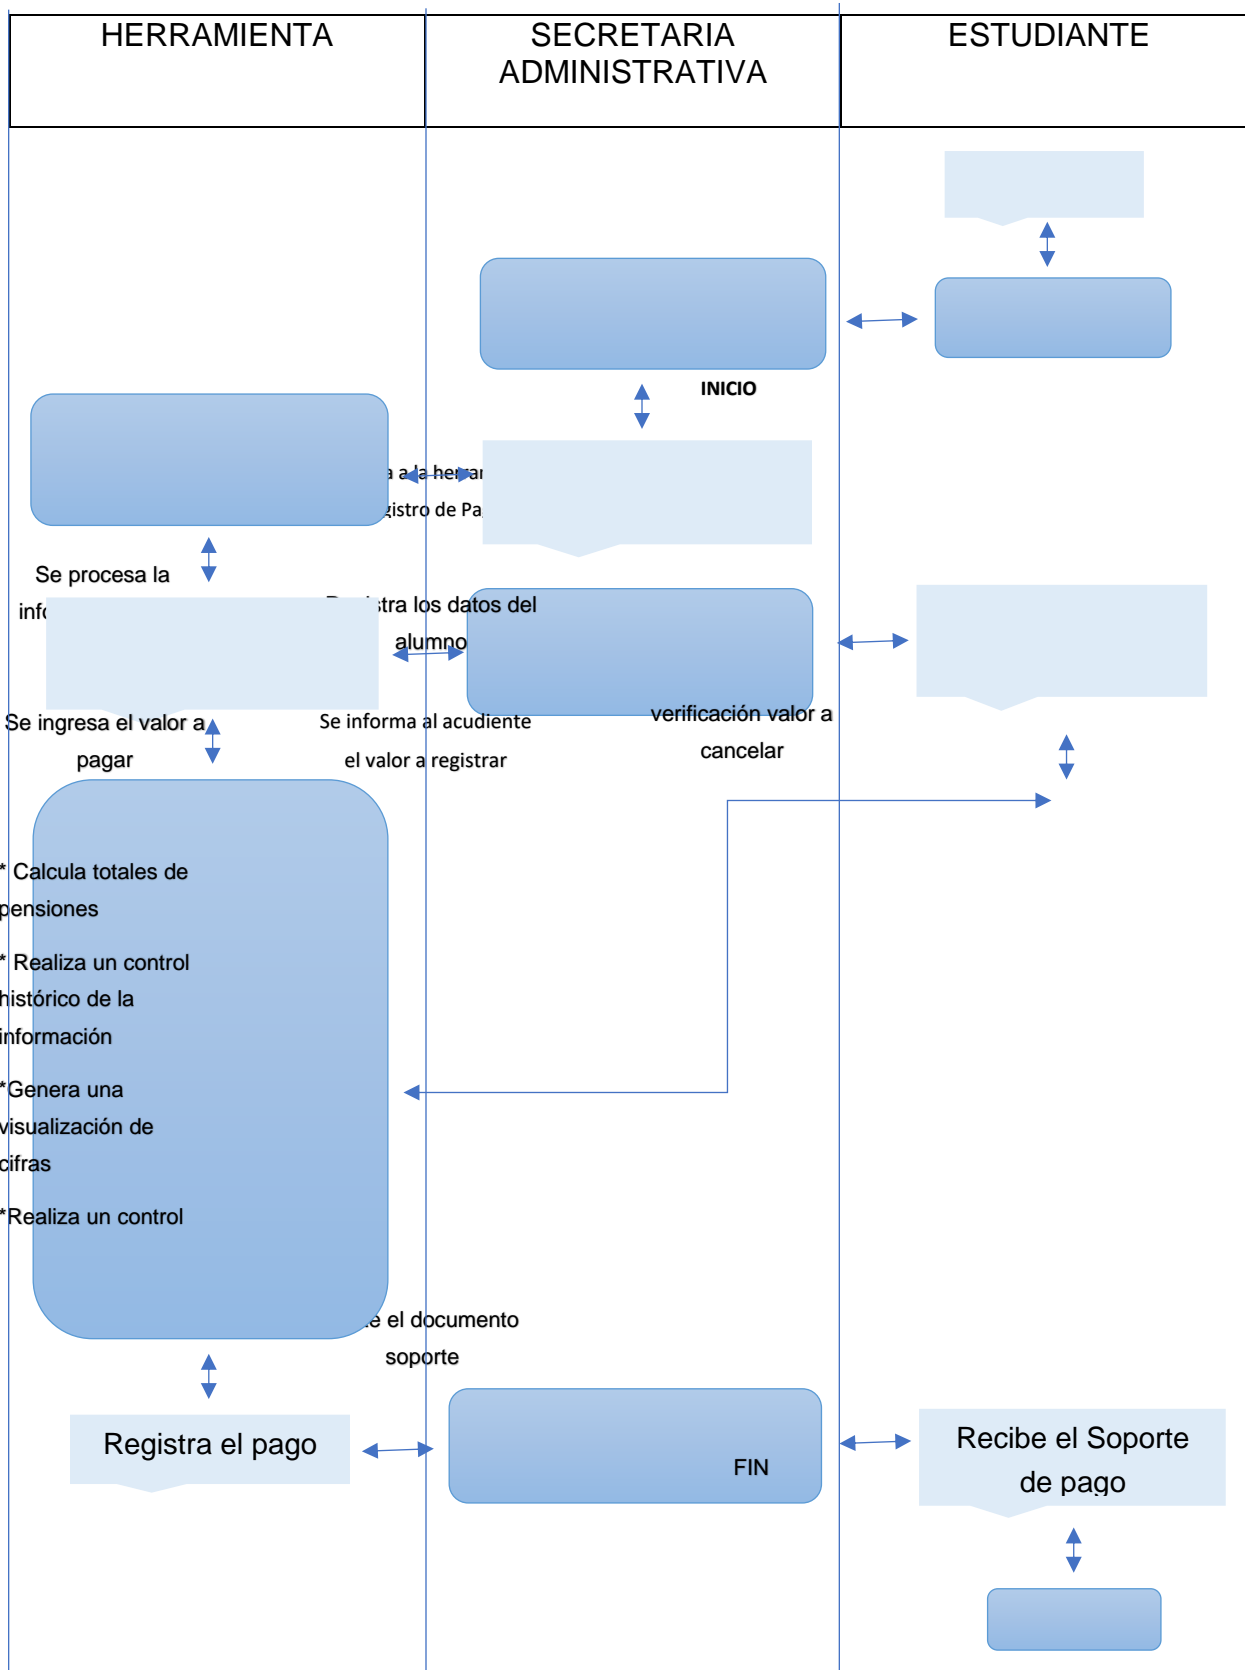 HERRAMIENTA
SECRETARIA
ADMINISTRATIVA
ESTUDIANTE
INICIO
a a la
de
Se procesa la
los datos del
alumno
Se ingresa el valor a
pagar
Se informa al acudiente
el valor a registrar
verificación valor a
cancelar
* Calcula totales de
pensiones
* Realiza un control
histórico de la
información
*Genera una
visualización de
cifras
*Realiza un control
el documento
soporte
Registra el pago
FIN
Recibe el Soporte
de pago